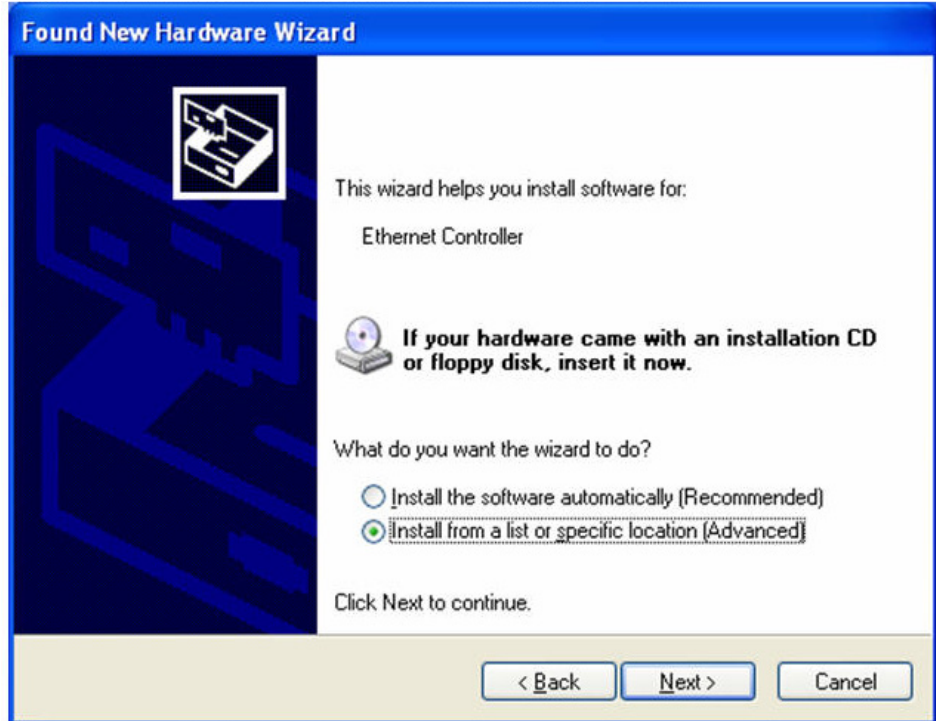 Found New Hardware Wizard
This wizard helps you install software for:
Ethernet Controller
If your hardware came with an installation CD
or floppy disk, insert it now.
What do you want the wizard to do?
Install the software automatically (Recommended)
Install from a list or specific location (Advanced)
Click Next to continue.
< Back
Next >
Cancel